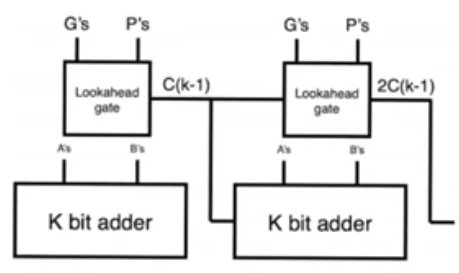 G's P's G's P's
Lookahead gate C(k-1) Lookahead gate 2C(k-1)
A's B's A's B's
K bit adder K bit adder